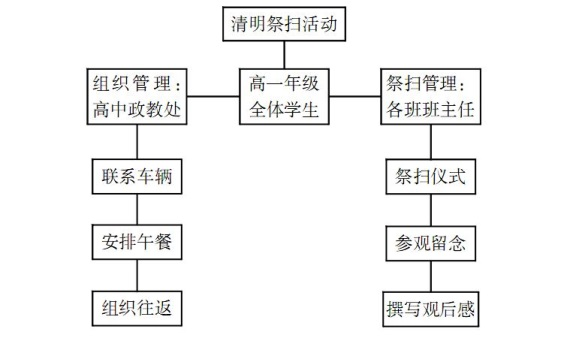 清明祭扫活动
组织管理：
高中政教处
高一年级
全体学生
祭扫管理：
各班班主任
联系车辆
祭扫仪式
安排午餐
参观留念
组织往返
撰写观后感